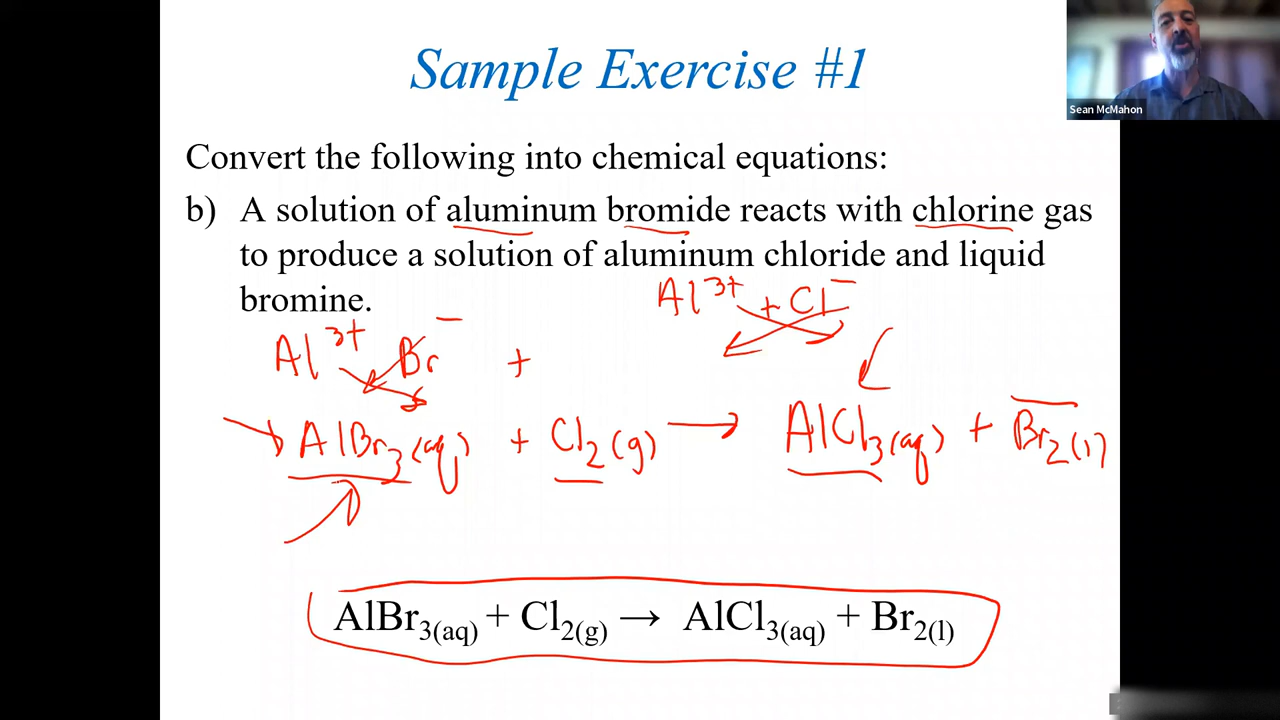 Sample Exercise #1
Sean McMahon
Convert the following into chemical equations:
b) A solution of aluminum bromide reacts with chlorine gas
to produce a solution of aluminum chloride and liquid
bromine.
Al³⁺ + Cl⁻
Al³⁺ Br⁻ +
AlBr₃(aq) + Cl₂(g) → AlCl₃(aq) + Br₂(l)
AlBr₃(aq) + Cl₂(g) → AlCl₃(aq) + Br₂(l)